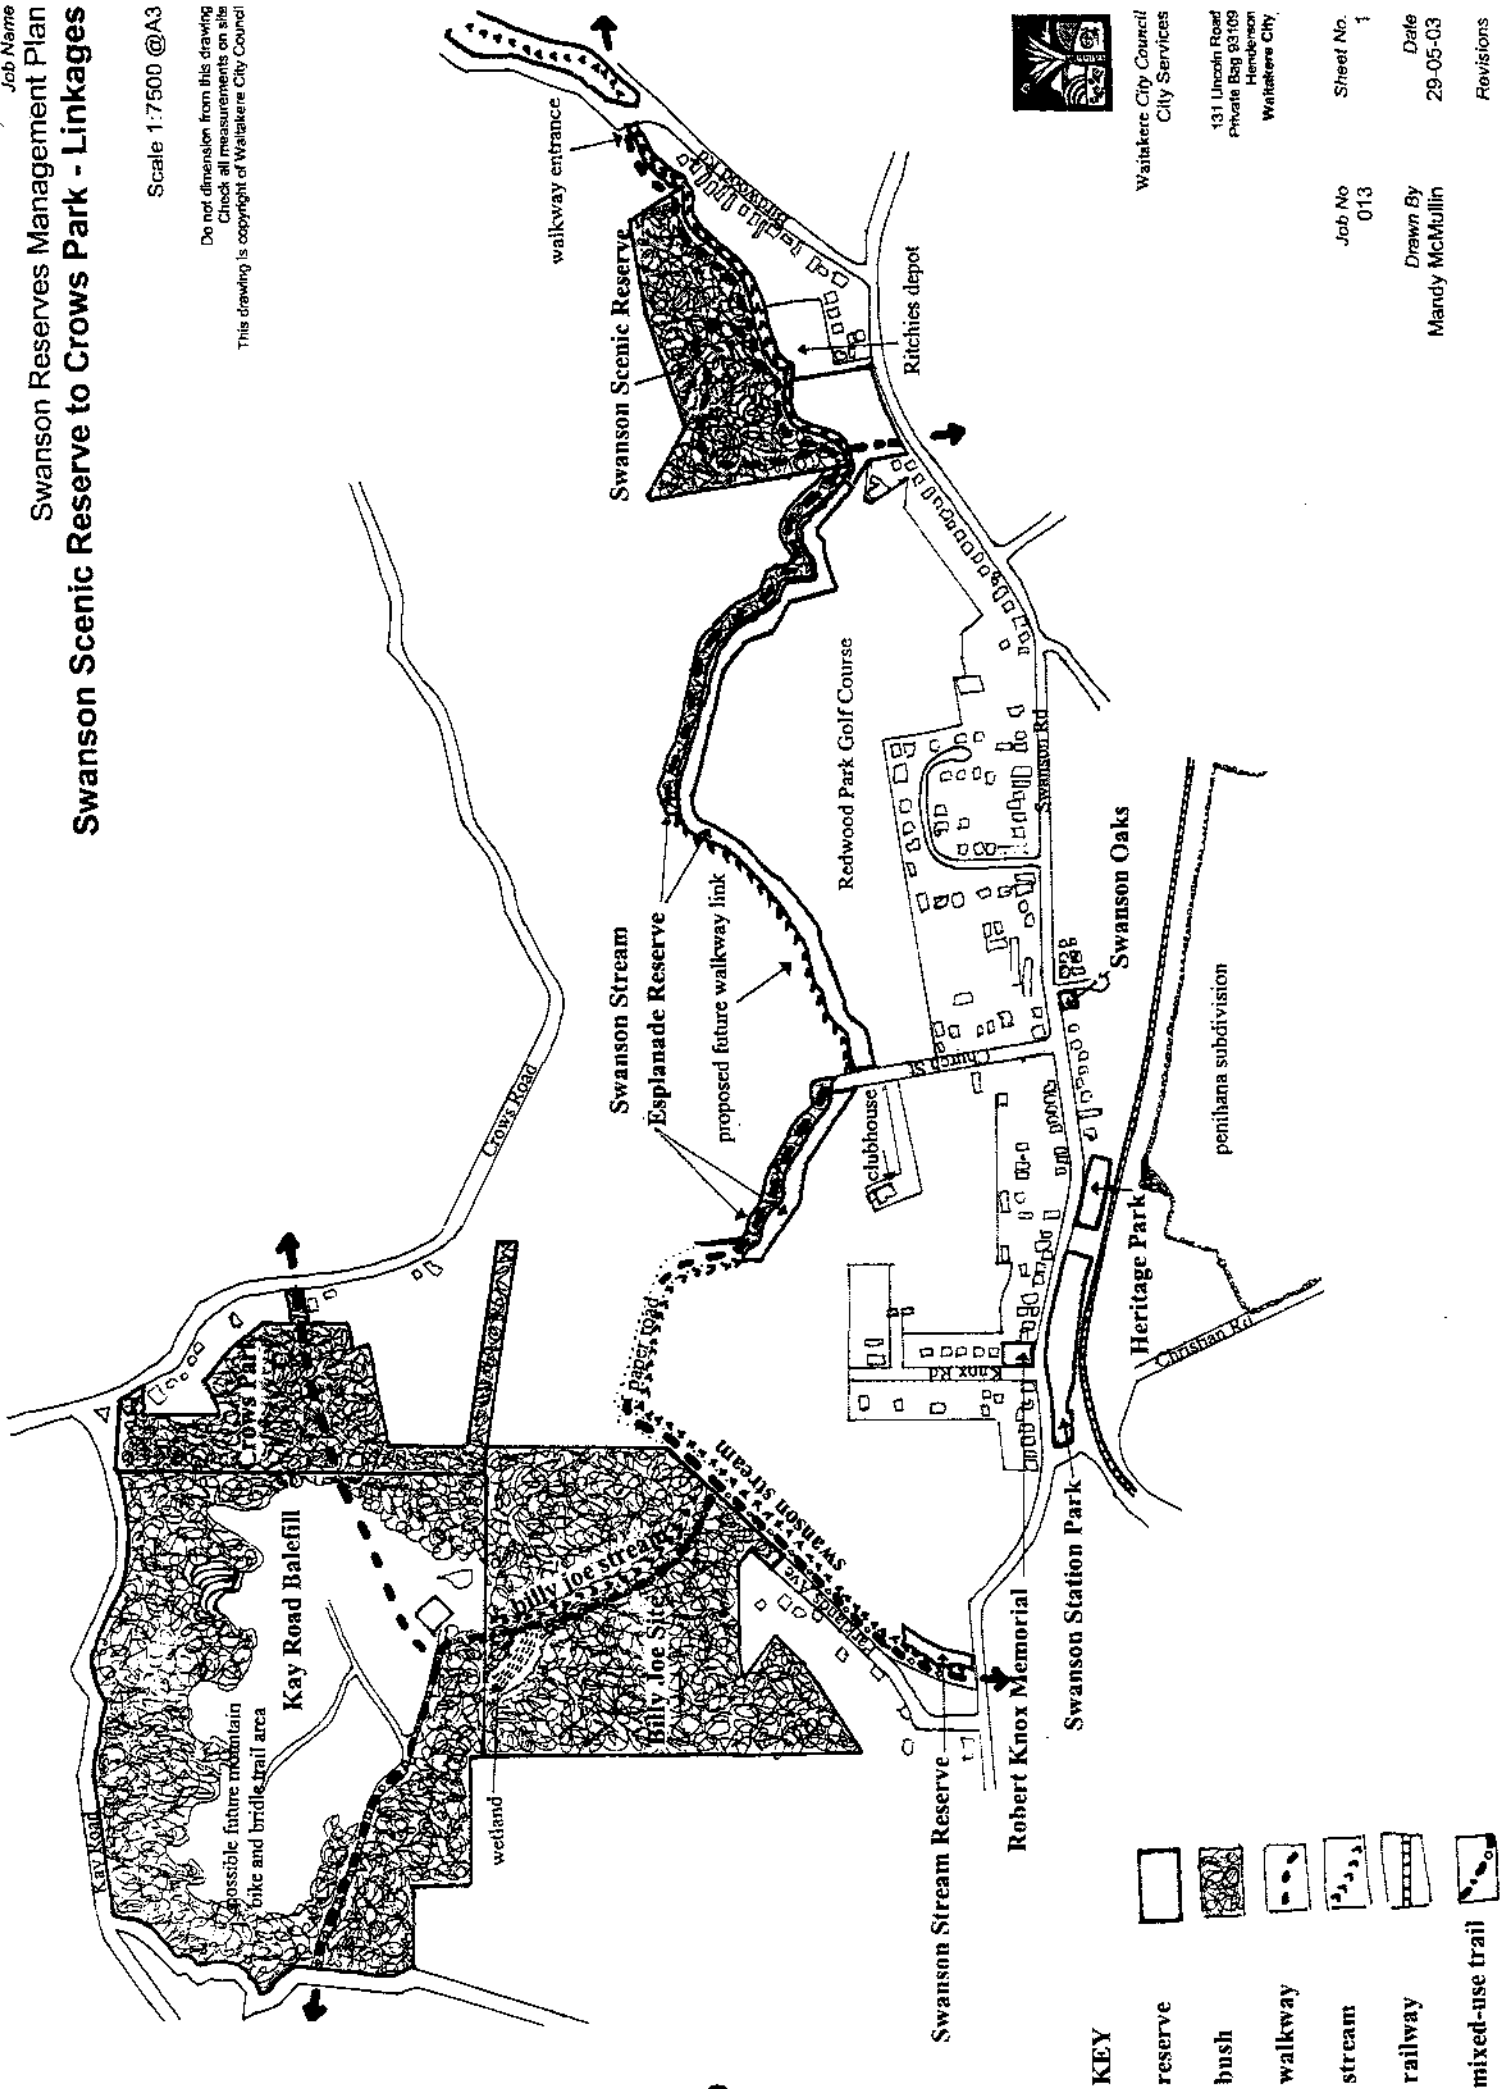 Job Name
Swanson Reserves Management Plan
Swanson Scenic Reserve to Crows Park - Linkages
Scale 1:7500 @A3
Do not dimension from this drawing
Check all measurements on site
This drawing is copyright of Waitakere City Council
Waitakere City Council
City Services
131 Lincoln Road
Private Bag 93109
Henderson
Waitakere City
Job No
013
Sheet No.
1
Drawn By
Mandy McMullin
Date
29-05-03
Revisions
walkway entrance
Swanson Scenic Reserve
Birdwood Rd
Ritchies depot
Redwood Park Golf Course
Swanson Rd
Swanson Oaks
Swanson Stream
Esplanade Reserve
proposed future walkway link
Church St
clubhouse
penihana subdivision
Heritage Park
Christian Rd
Knox Rd
paper road
Crows Road
Crows Park
Kay Road Balefill
Kay Road
possible future mountain
bike and bridle trail area
billy joe stream
Billy Joe Site
wetland
swanson stream
Parklands Ave
Swanson Station Park
Robert Knox Memorial
Swanson Stream Reserve
KEY
reserve
bush
walkway
stream
railway
mixed-use trail